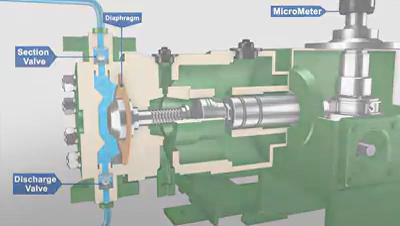 MicroMeter
Diaphragm
Section
Valve
Discharge
Valve